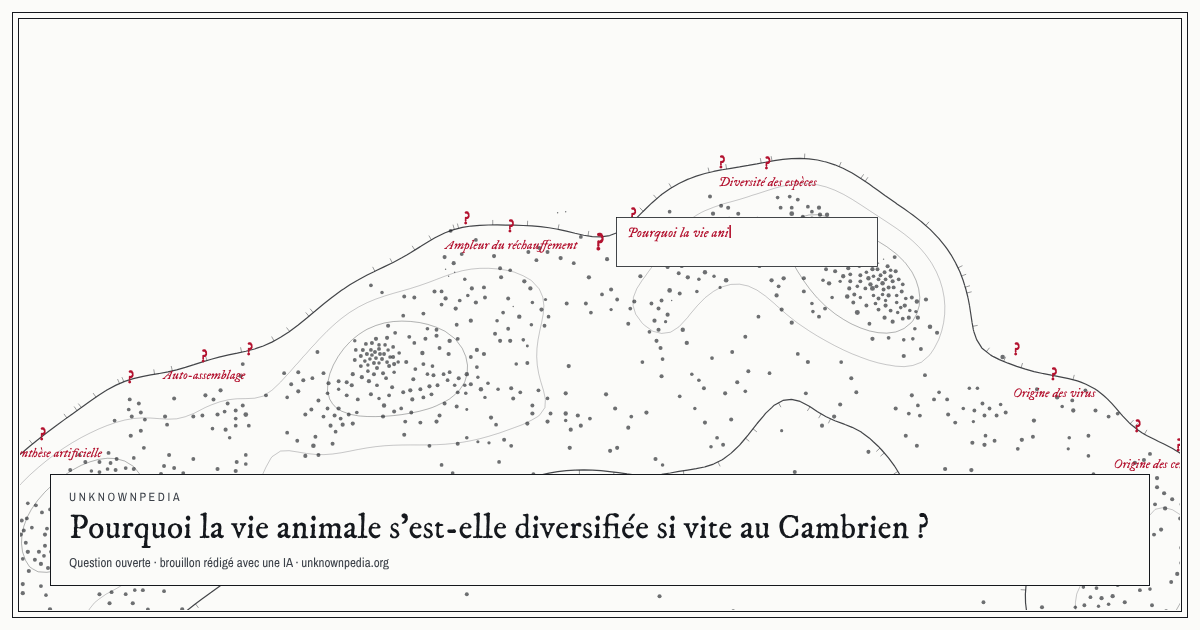 ? ?
Diversité des espèces
? ? ?
Pourquoi la vie ani
Ampleur du réchauffement ?
? ? ?
Auto-assemblage
? ?
Origine des virus
? ?
nthèse artificielle
Origine des ce
UNKNOWNPEDIA
Pourquoi la vie animale s’est-elle diversifiée si vite au Cambrien ?
Question ouverte · brouillon rédigé avec une IA · unknownpedia.org